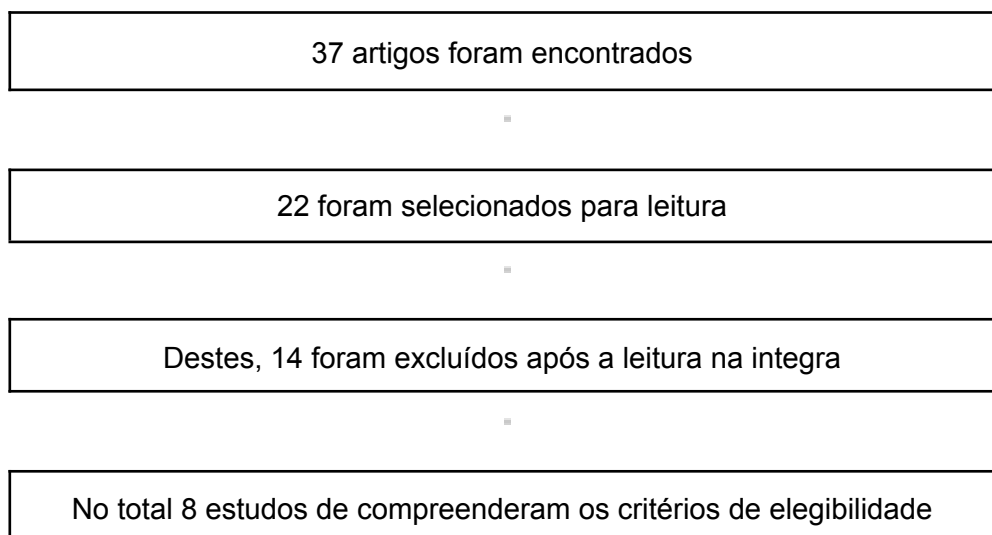 37 artigos foram encontrados
22 foram selecionados para leitura
Destes, 14 foram excluídos após a leitura na integra
No total 8 estudos de compreenderam os critérios de elegibilidade